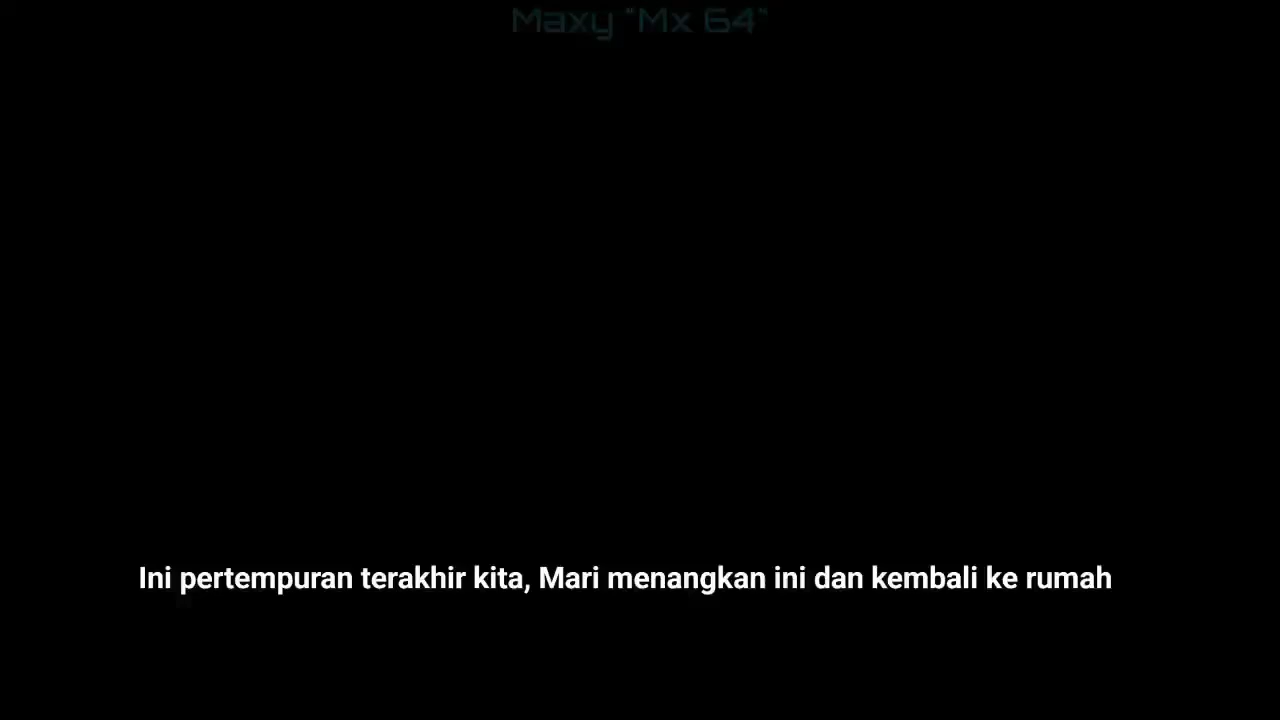 Maxy "Mx 64"
Ini pertempuran terakhir kita, Mari menangkan ini dan kembali ke rumah